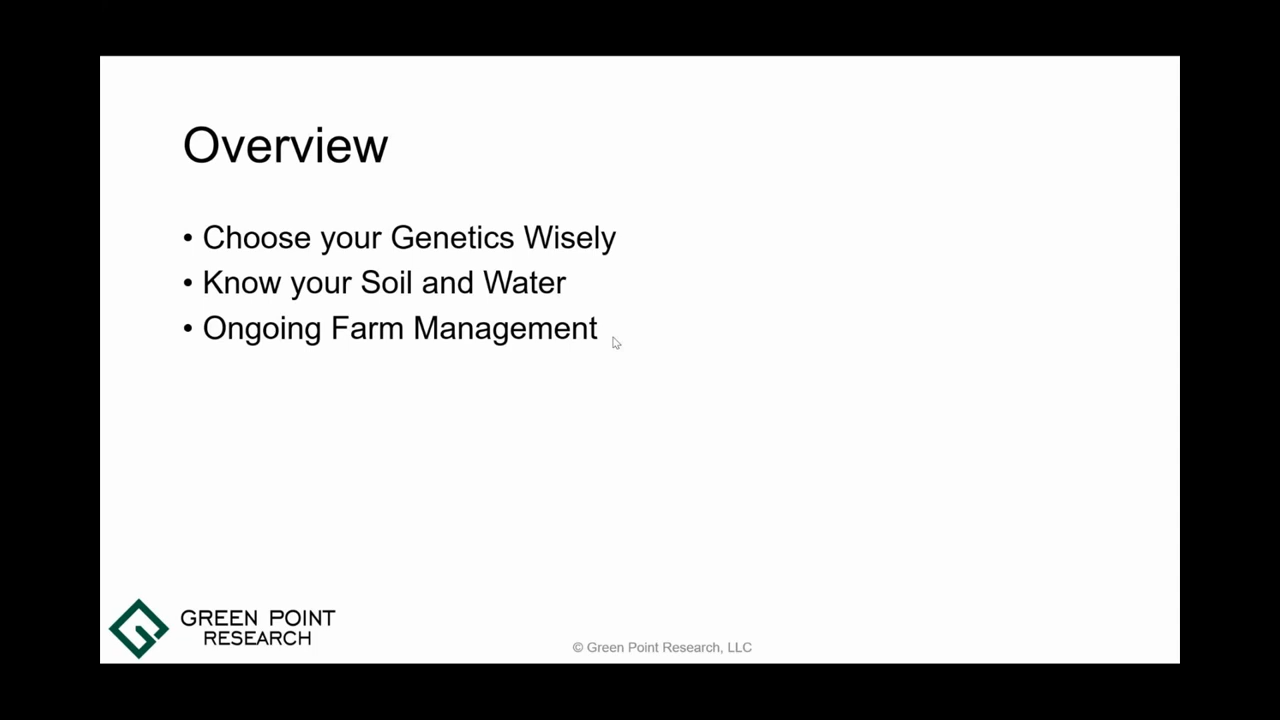 Overview
• Choose your Genetics Wisely
• Know your Soil and Water
• Ongoing Farm Management
GREEN POINT
RESEARCH
© Green Point Research, LLC